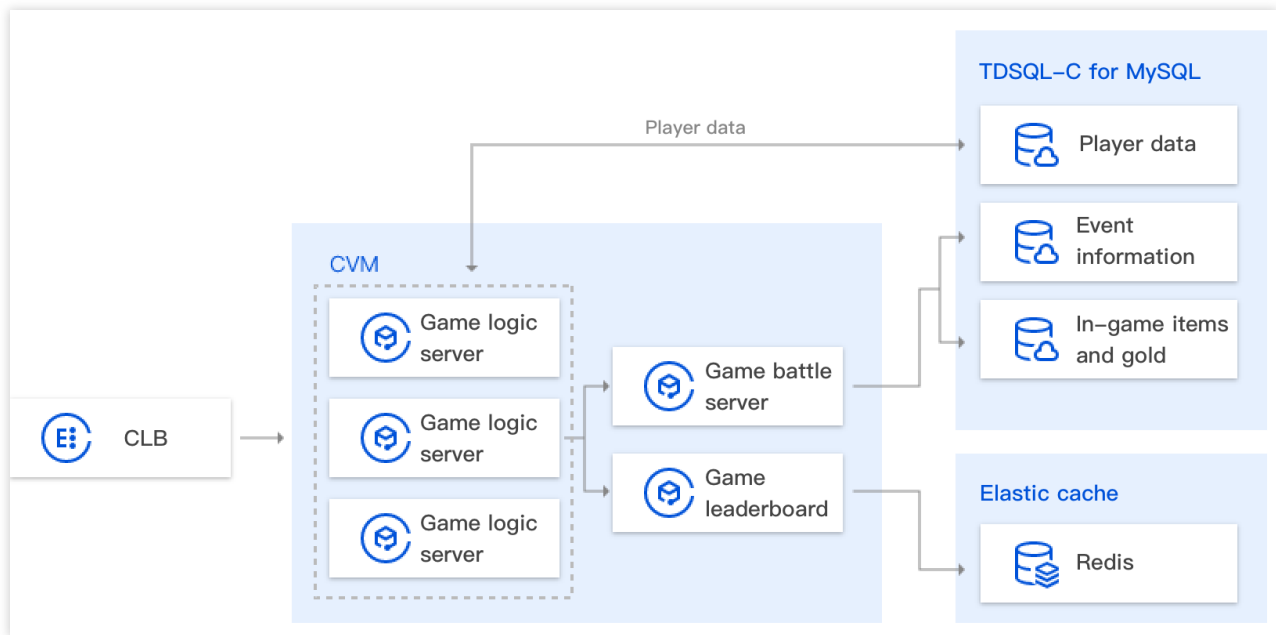 TDSQL-C for MySQL
Player data
Player data
Event
information
In-game items
and gold
CVM
Game logic
server
Game logic
server
Game logic
server
Game battle
server
Game
leaderboard
CLB
Elastic cache
Redis